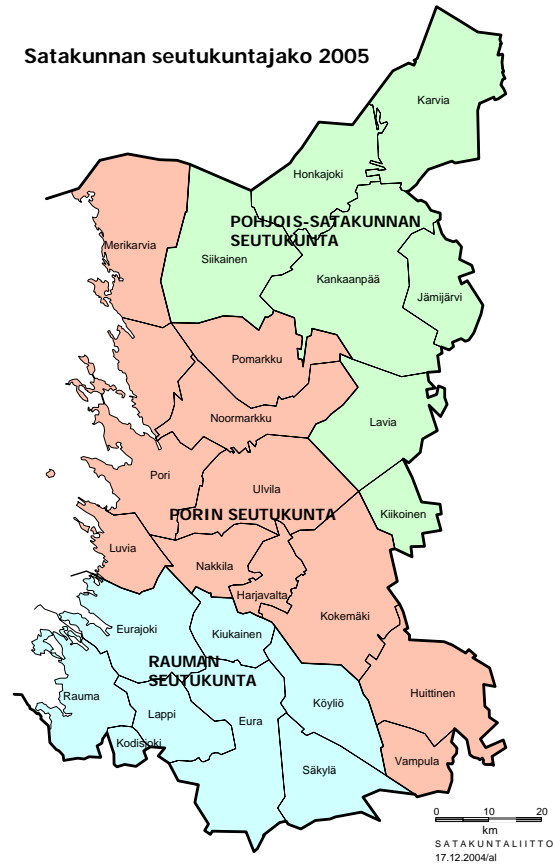 Satakunnan seutukuntajako 2005
Karvia
Honkajoki
POHJOIS-SATAKUNNAN
SEUTUKUNTA
Merikarvia
Siikainen
Kankaanpää
Jämijärvi
Pomarkku
Noormarkku
Lavia
Pori
Ulvila
PORIN SEUTUKUNTA
Kiikoinen
Luvia
Nakkila
Harjavalta
Kokemäki
Eurajoki
Kiukainen
RAUMAN
SEUTUKUNTA
Rauma
Lappi
Eura
Köyliö
Huittinen
Kodisjoki
Säkylä
Vampula
0 10 20
km
SATAKUNTALIITTO
17.12.2004/al